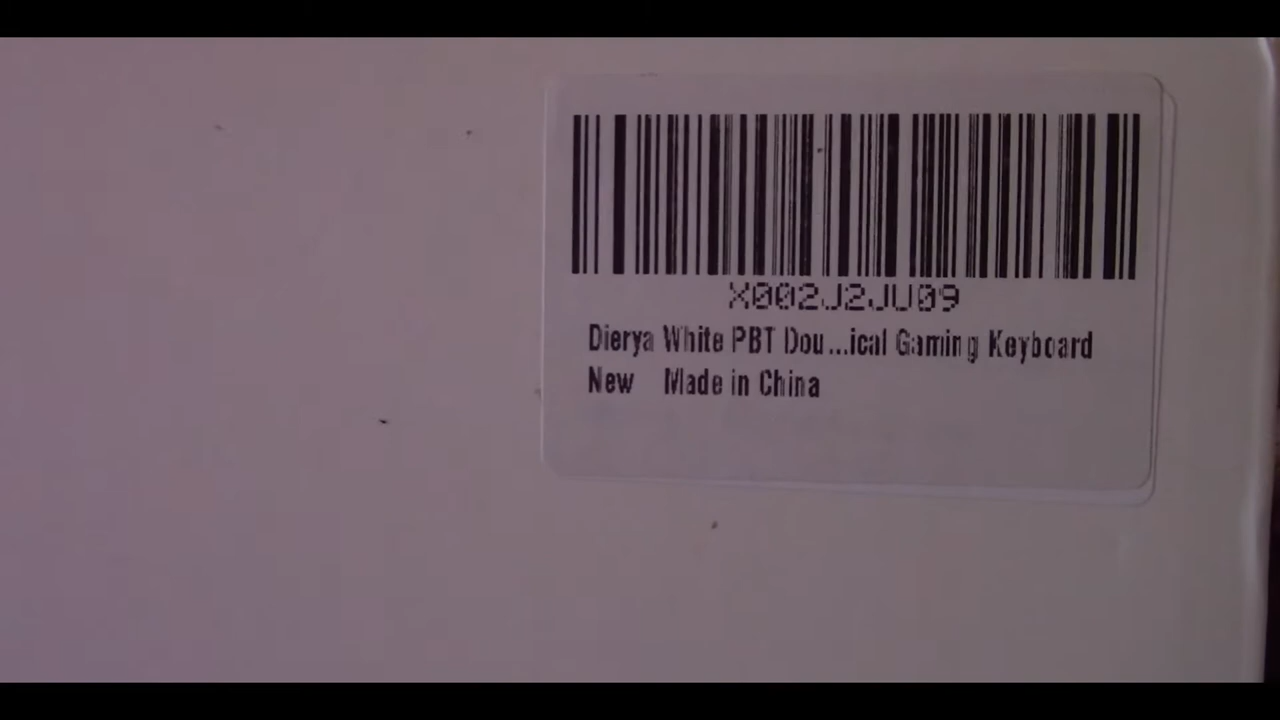 X002J2JU09
Dierya White PBT Dou...ical Gaming Keyboard
New Made in China